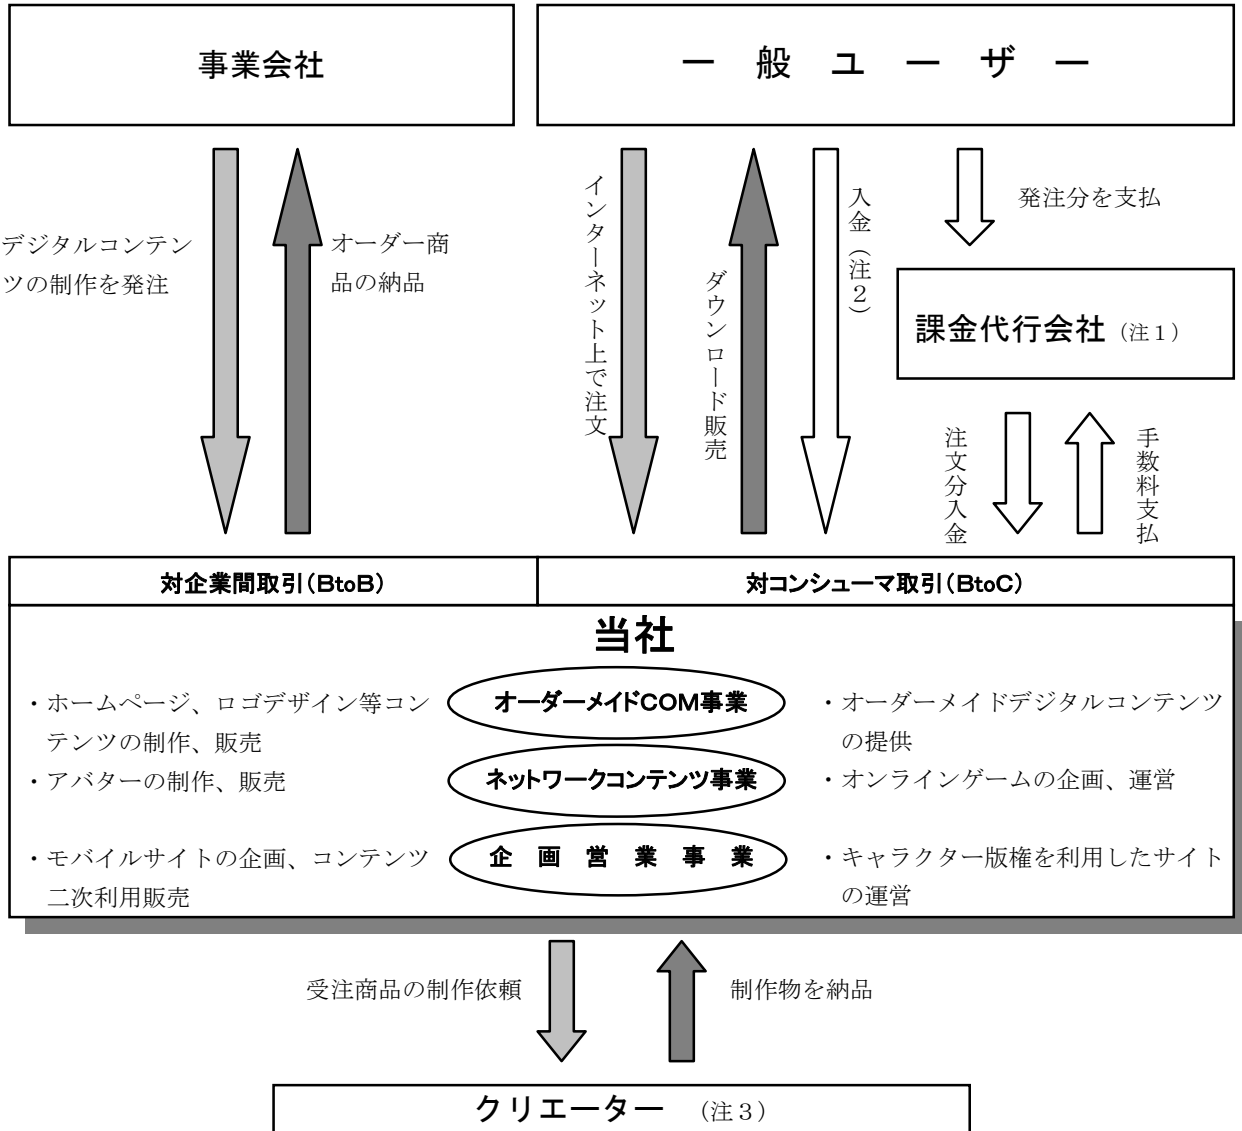 事業会社
一般ユーザー
デジタルコンテン
ツの制作を発注
オーダー商
品の納品
インターネット上で注文
ダウンロード販売
入金(注2)
発注分を支払
課金代行会社(注1)
注文分入金
手数料支払
対企業間取引(BtoB)
対コンシューマ取引(BtoC)
当社
・ホームページ、ロゴデザイン等コン
テンツの制作、販売
・アバターの制作、販売
・モバイルサイトの企画、コンテンツ
二次利用販売
オーダーメイドCOM事業
ネットワークコンテンツ事業
企画営業事業
・オーダーメイドデジタルコンテンツ
の提供
・オンラインゲームの企画、運営
・キャラクター版権を利用したサイト
の運営
受注商品の制作依頼
制作物を納品
クリエーター (注3)